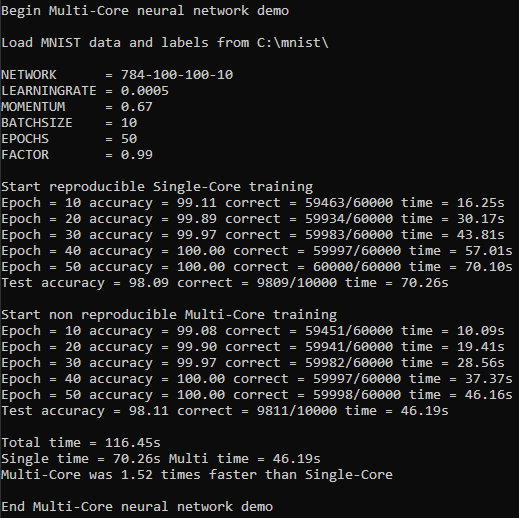 Begin Multi-Core neural network demo
Load MNIST data and labels from C:\mnist\
NETWORK = 784-100-100-10
LEARNINGRATE = 0.0005
MOMENTUM = 0.67
BATCHSIZE = 10
EPOCHS = 50
FACTOR = 0.99
Start reproducible Single-Core training
Epoch = 10 accuracy = 99.11 correct = 59463/60000 time = 16.25s
Epoch = 20 accuracy = 99.89 correct = 59934/60000 time = 30.17s
Epoch = 30 accuracy = 99.97 correct = 59983/60000 time = 43.81s
Epoch = 40 accuracy = 100.00 correct = 59997/60000 time = 57.01s
Epoch = 50 accuracy = 100.00 correct = 60000/60000 time = 70.10s
Test accuracy = 98.09 correct = 9809/10000 time = 70.26s
Start non reproducible Multi-Core training
Epoch = 10 accuracy = 99.08 correct = 59451/60000 time = 10.09s
Epoch = 20 accuracy = 99.90 correct = 59941/60000 time = 19.41s
Epoch = 30 accuracy = 99.97 correct = 59982/60000 time = 28.56s
Epoch = 40 accuracy = 100.00 correct = 59997/60000 time = 37.37s
Epoch = 50 accuracy = 100.00 correct = 59998/60000 time = 46.16s
Test accuracy = 98.11 correct = 9811/10000 time = 46.19s
Total time = 116.45s
Single time = 70.26s Multi time = 46.19s
Multi-Core was 1.52 times faster than Single-Core
End Multi-Core neural network demo